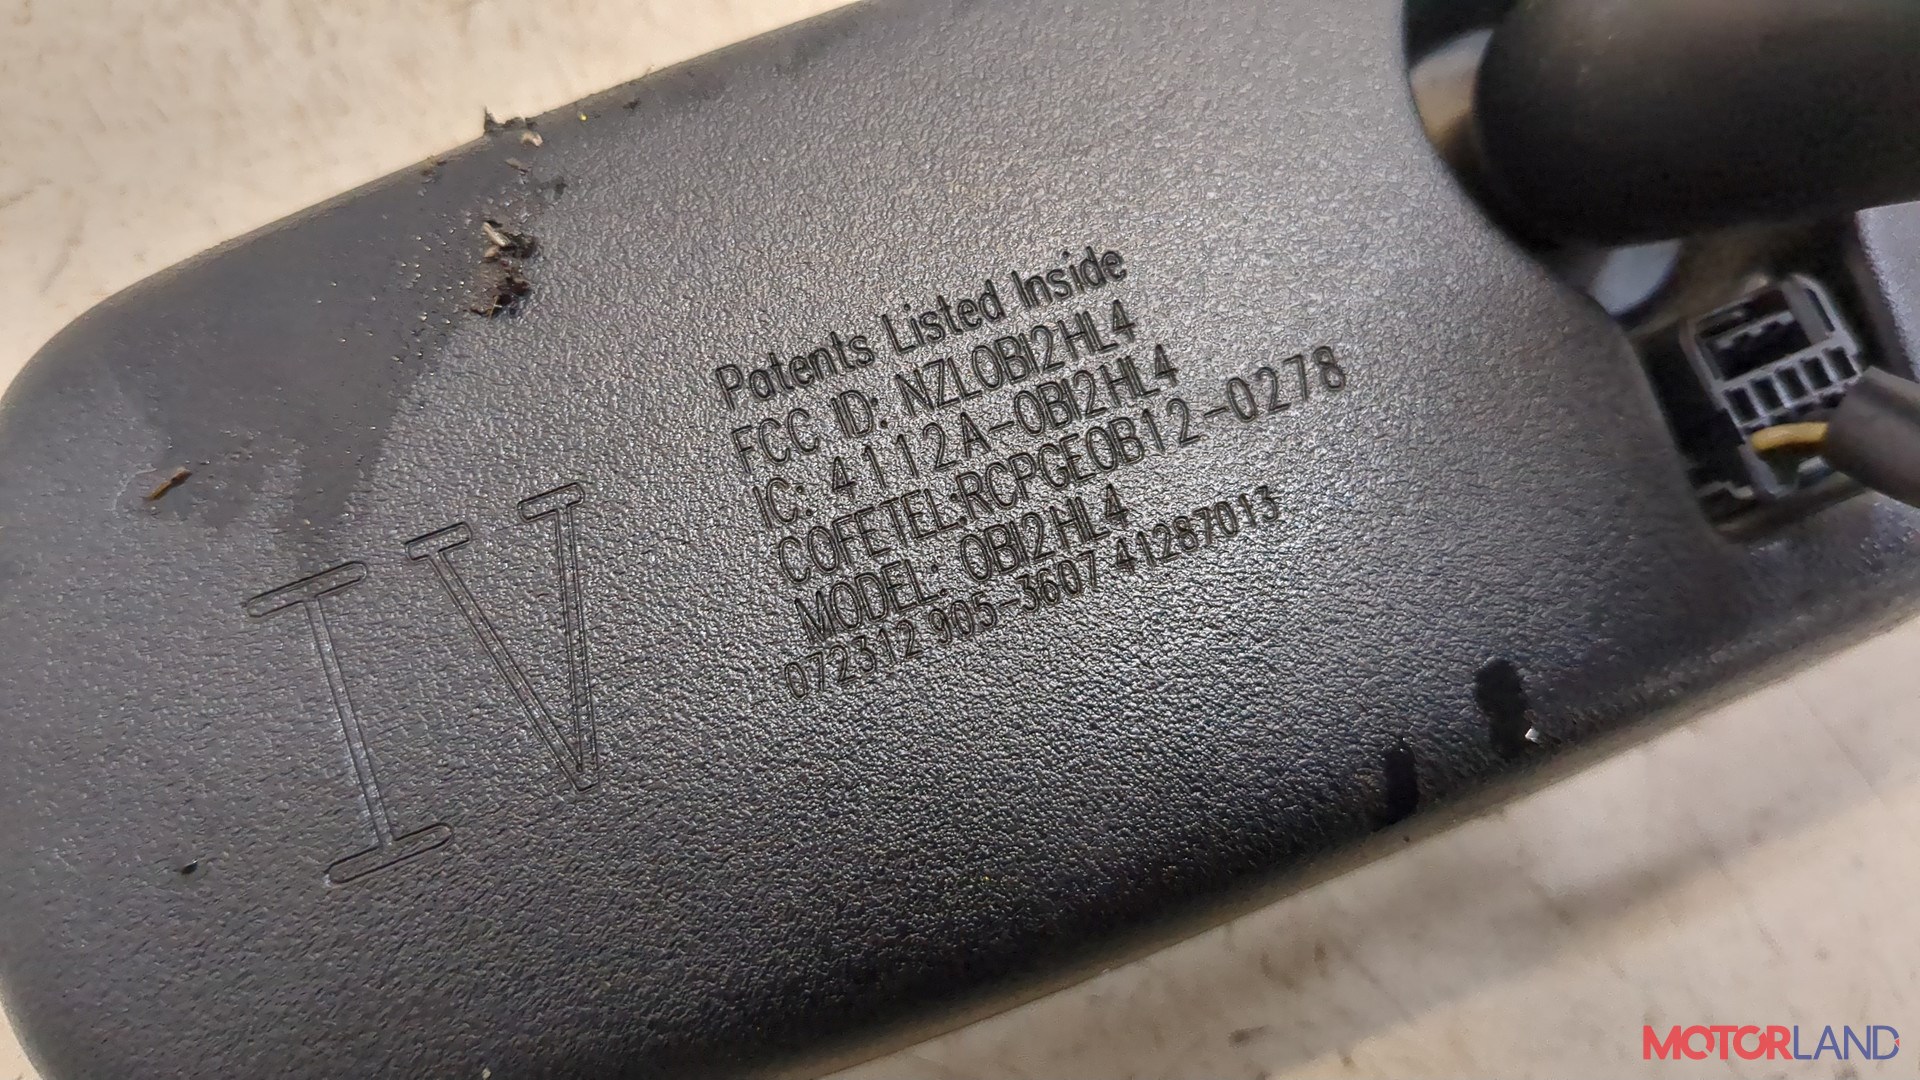 Patents Listed Inside
FCC ID: NZLOBI2HL4
IC: 4112A-OBI2HL4
COFETEL:RCPGEOB12-0278
MODEL: OBI2HL4
072312 905-3607 41287013
IV
MOTORLAND